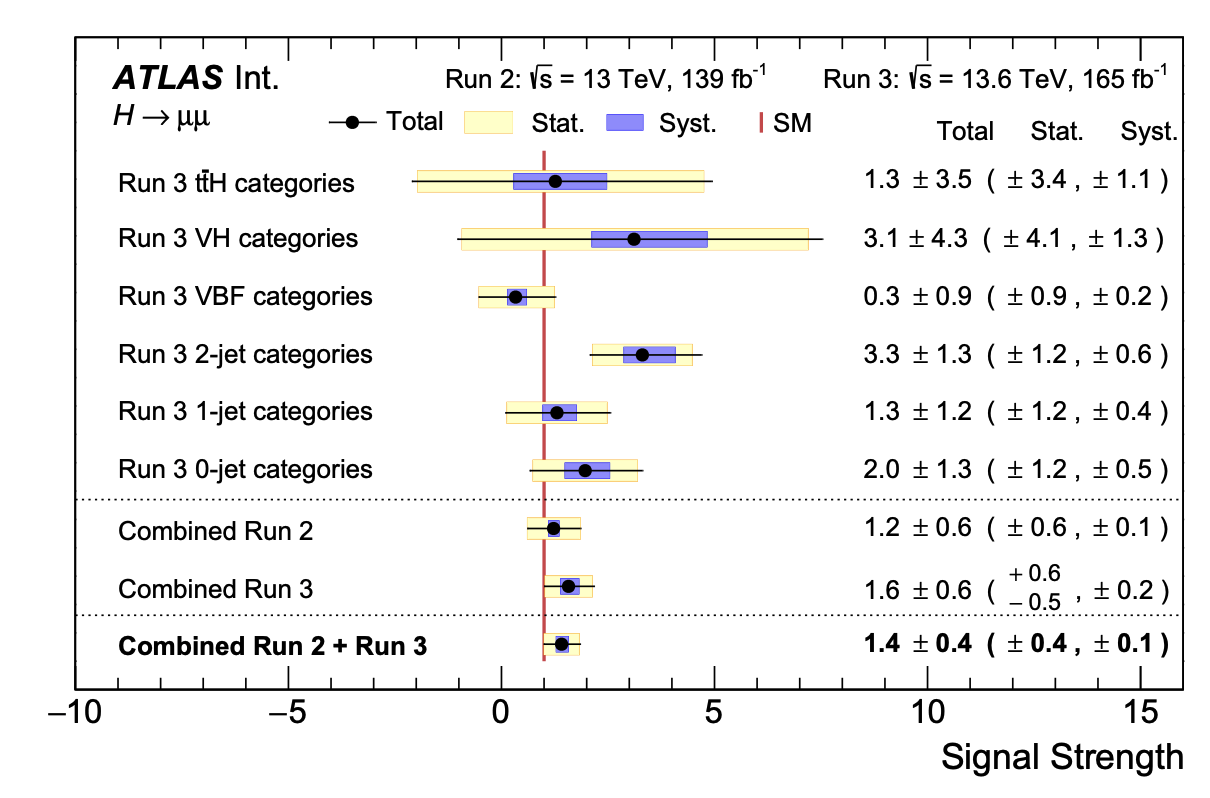 ATLAS Int. Run 2: √s = 13 TeV, 139 fb⁻¹ Run 3: √s = 13.6 TeV, 165 fb⁻¹
H → μμ Total Stat. Syst. SM
Total Stat. Syst.
Run 3 tt̄H categories 1.3 ± 3.5 ( ± 3.4 , ± 1.1 )
Run 3 VH categories 3.1 ± 4.3 ( ± 4.1 , ± 1.3 )
Run 3 VBF categories 0.3 ± 0.9 ( ± 0.9 , ± 0.2 )
Run 3 2-jet categories 3.3 ± 1.3 ( ± 1.2 , ± 0.6 )
Run 3 1-jet categories 1.3 ± 1.2 ( ± 1.2 , ± 0.4 )
Run 3 0-jet categories 2.0 ± 1.3 ( ± 1.2 , ± 0.5 )
Combined Run 2 1.2 ± 0.6 ( ± 0.6 , ± 0.1 )
Combined Run 3 1.6 ± 0.6 ( + 0.6 − 0.5 , ± 0.2 )
Combined Run 2 + Run 3 1.4 ± 0.4 ( ± 0.4 , ± 0.1 )
−10 −5 0 5 10 15
Signal Strength